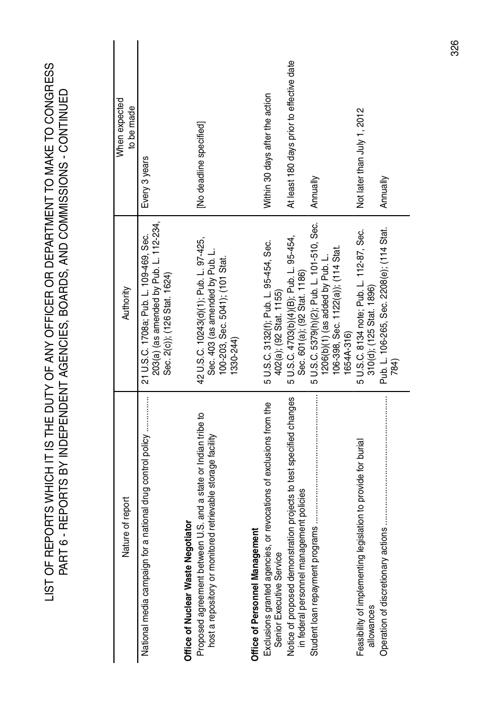 LIST OF REPORTS WHICH IT IS THE DUTY OF ANY OFFICER OR DEPARTMENT TO MAKE TO CONGRESS
PART 6 - REPORTS BY INDEPENDENT AGENCIES, BOARDS, AND COMMISSIONS - CONTINUED
Nature of report
Authority
When expected
to be made
National media campaign for a national drug control policy ..............
21 U.S.C. 1708a; Pub. L. 109-469, Sec.
203(a) (as amended by Pub. L. 112-234,
Sec. 2(c)); (126 Stat. 1624)
Every 3 years
Office of Nuclear Waste Negotiator
Proposed agreement between U.S. and a state or Indian tribe to
host a repository or monitored retrievable storage facility
42 U.S.C. 10243(d)(1); Pub. L. 97-425,
Sec. 403 (as amended by Pub. L.
100-203, Sec. 5041); (101 Stat.
1330-244)
[No deadline specified]
Office of Personnel Management
Exclusions granted agencies, or revocations of exclusions from the
Senior Executive Service
5 U.S.C. 3132(f); Pub. L. 95-454, Sec.
402(a); (92 Stat. 1155)
Within 30 days after the action
Notice of proposed demonstration projects to test specified changes
in federal personnel management policies
5 U.S.C. 4703(b)(4)(B); Pub. L. 95-454,
Sec. 601(a); (92 Stat. 1186)
At least 180 days prior to effective date
Student loan repayment programs ................................................
5 U.S.C. 5379(h)(2); Pub. L. 101-510, Sec.
1206(b)(1) (as added by Pub. L.
106-398, Sec. 1122(a)); (114 Stat.
1654A-316)
Annually
Feasibility of implementing legislation to provide for burial
allowances
5 U.S.C. 8134 note; Pub. L. 112-87, Sec.
310(d); (125 Stat. 1896)
Not later than July 1, 2012
Operation of discretionary actions ................................................
Pub. L. 106-265, Sec. 2208(e); (114 Stat.
784)
Annually
326